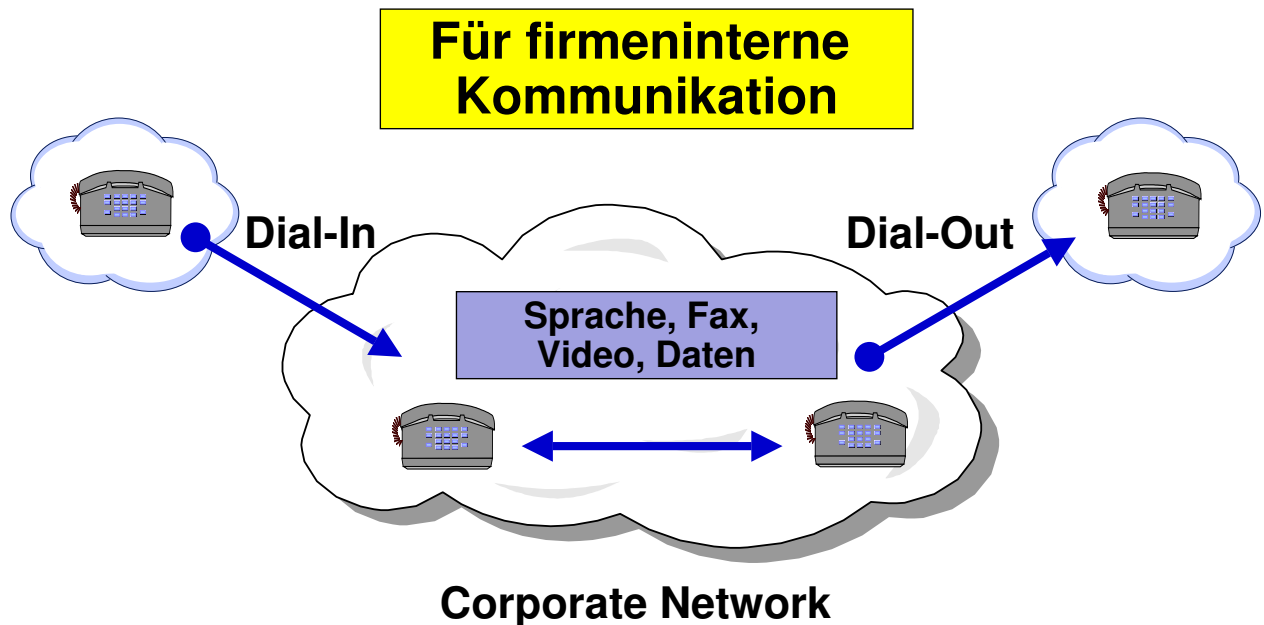 Für firmeninterne
Kommunikation
Dial-In
Dial-Out
Sprache, Fax,
Video, Daten
Corporate Network